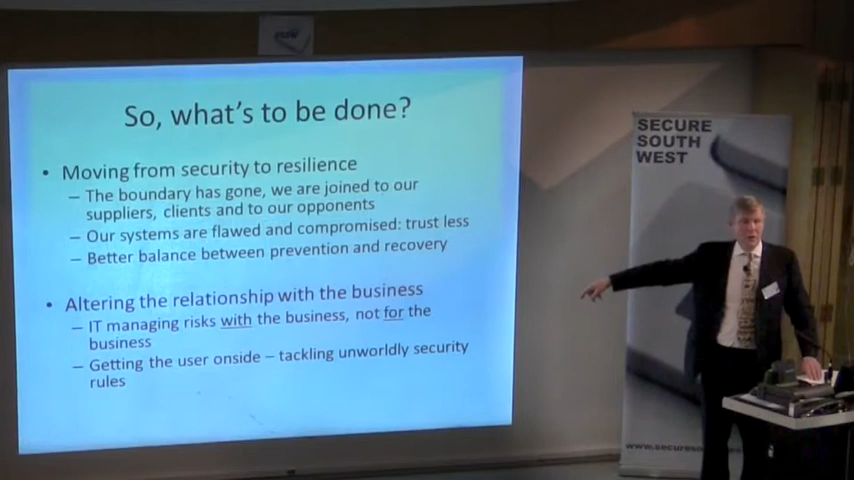 So, what's to be done?
• Moving from security to resilience
– The boundary has gone, we are joined to our
suppliers, clients and to our opponents
– Our systems are flawed and compromised: trust less
– Better balance between prevention and recovery
• Altering the relationship with the business
– IT managing risks with the business, not for the
business
– Getting the user onside – tackling unworldly security
rules
SECURE
SOUTH
WEST